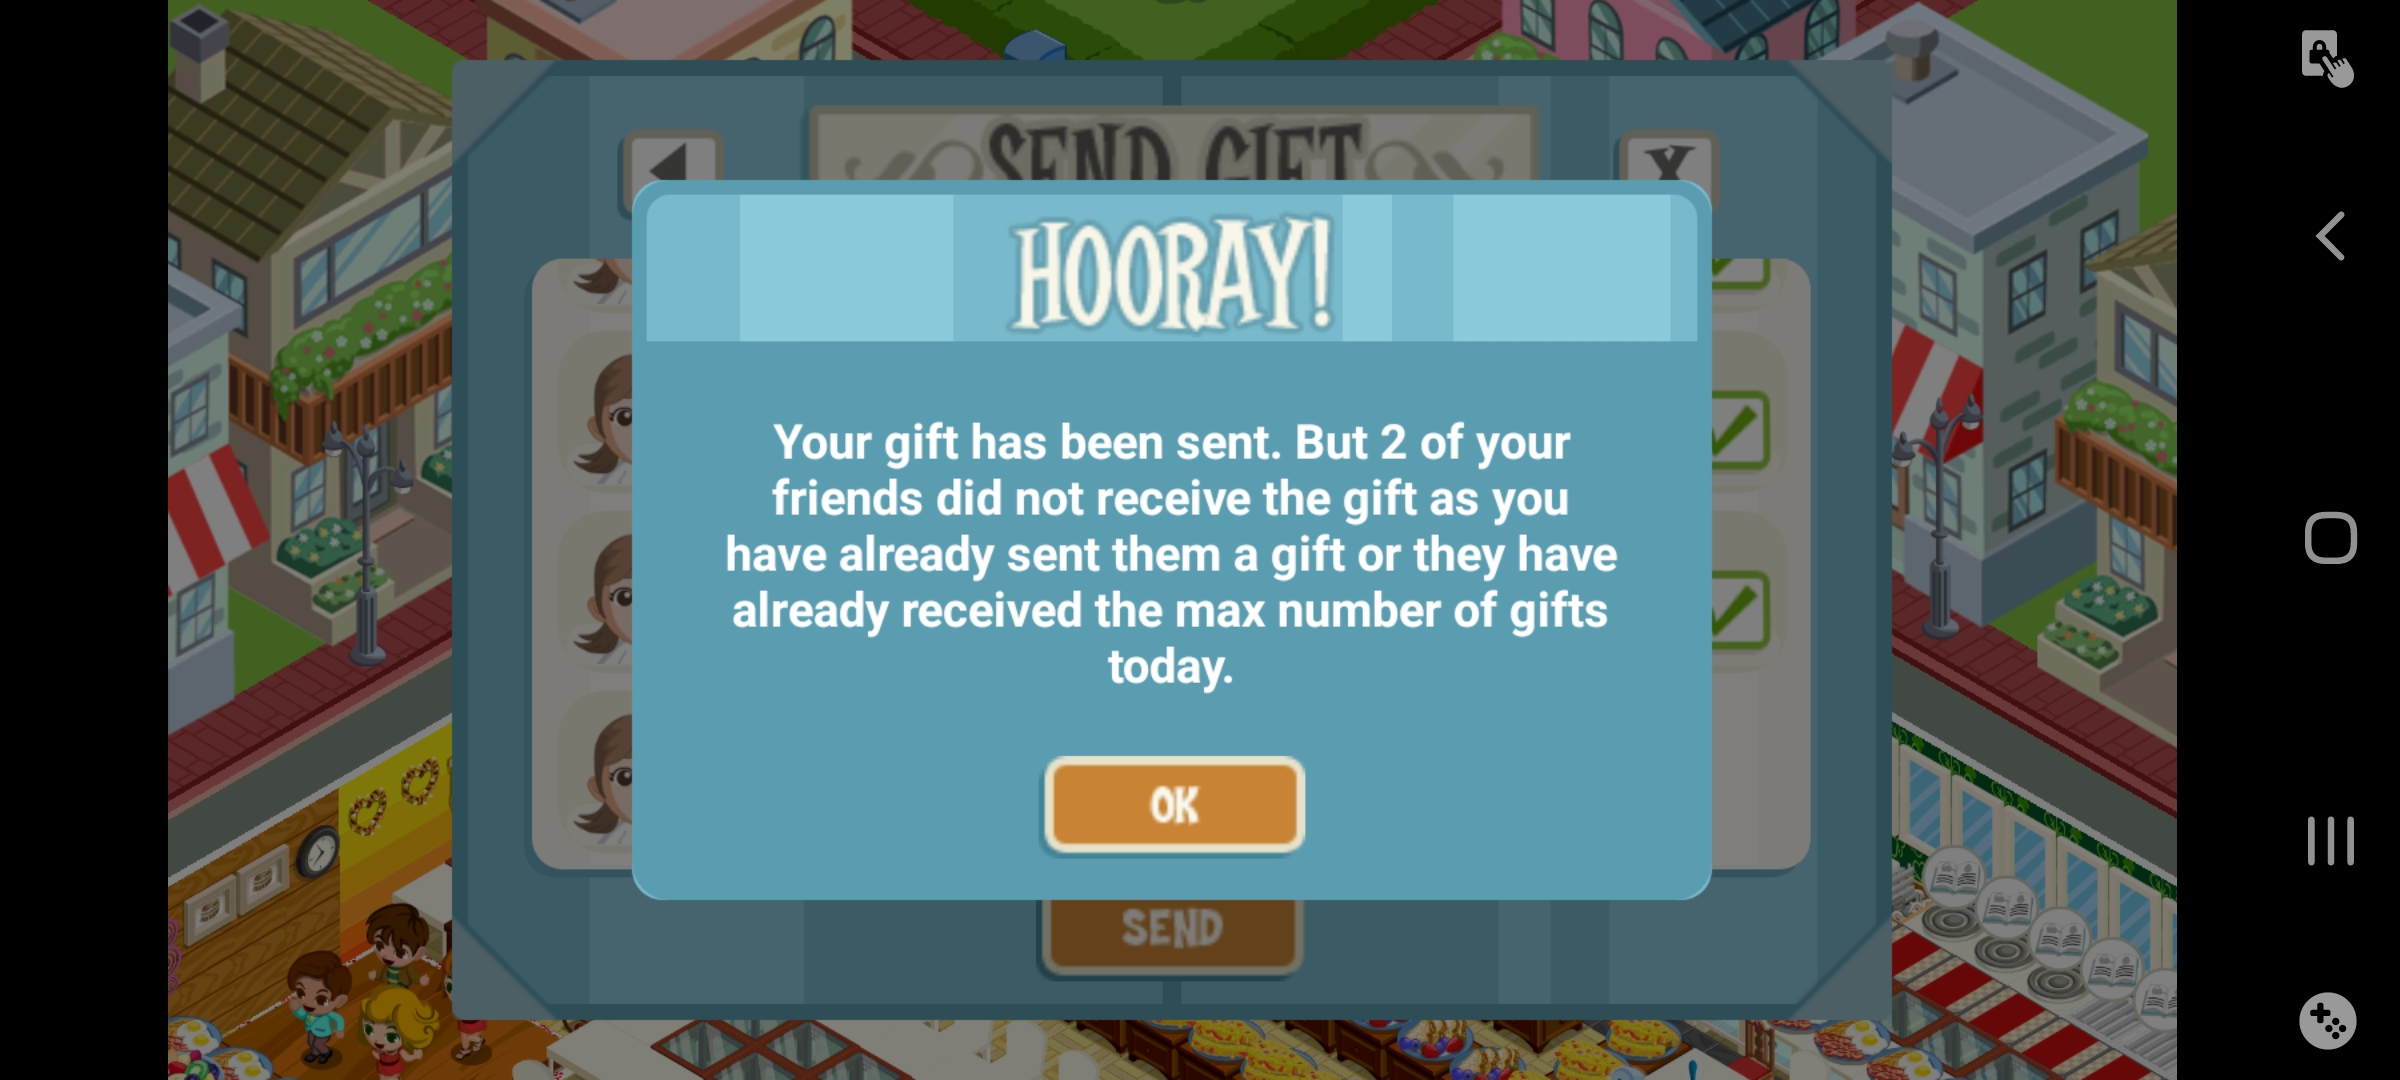 SEND GIFT
X
HOORAY!
Your gift has been sent. But 2 of your
friends did not receive the gift as you
have already sent them a gift or they have
already received the max number of gifts
today.
OK
SEND